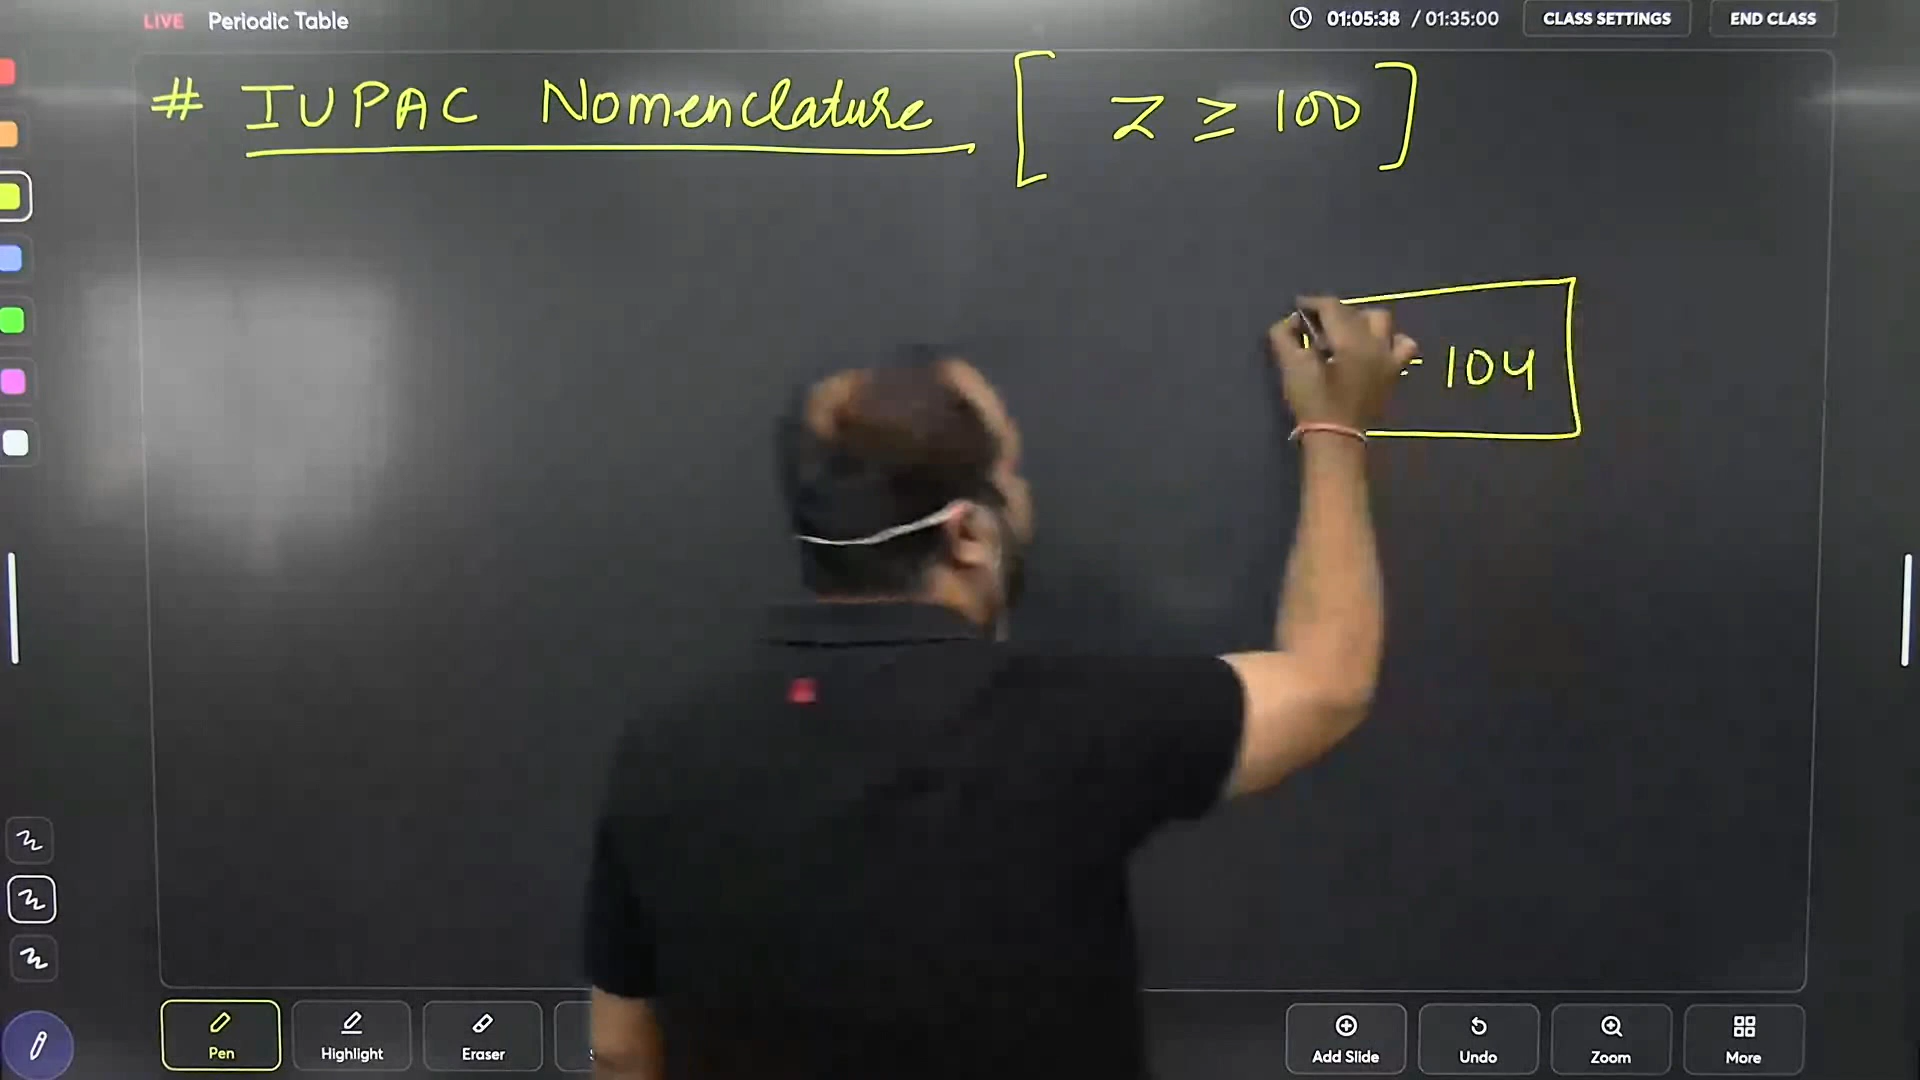 LIVE Periodic Table
01:05:38 / 01:35:00
CLASS SETTINGS
END CLASS
# IUPAC Nomenclature [ Z ≥ 100 ]
= 104
Pen
Highlight
Eraser
Add Slide
Undo
Zoom
More